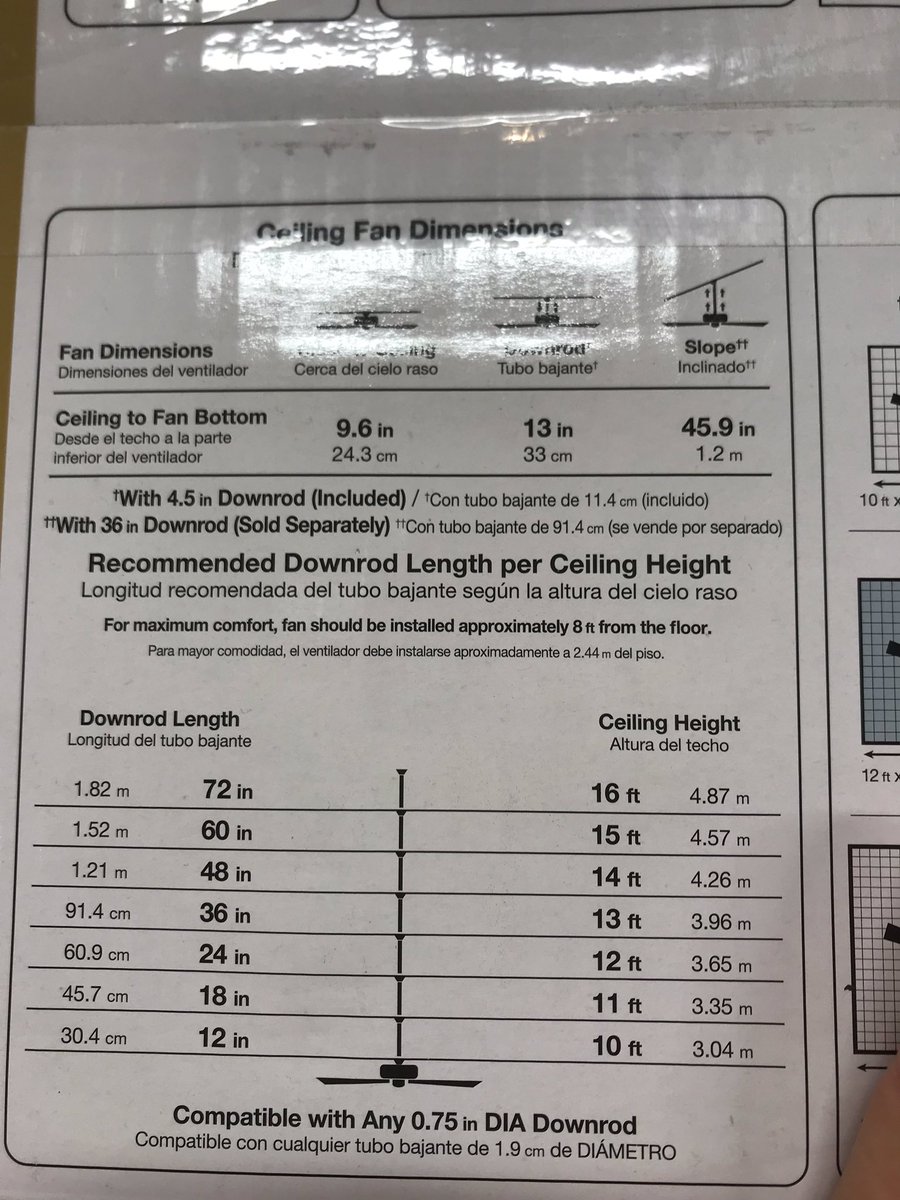 Ceiling Fan Dimensions
Fan Dimensions
Dimensiones del ventilador
Ceiling
Cerca del cielo raso
Downrod†
Tubo bajante†
Slope††
Inclinado††
Ceiling to Fan Bottom
Desde el techo a la parte
inferior del ventilador
9.6 in
24.3 cm
13 in
33 cm
45.9 in
1.2 m
†With 4.5 in Downrod (Included) / †Con tubo bajante de 11.4 cm (incluido)
††With 36 in Downrod (Sold Separately) ††Con tubo bajante de 91.4 cm (se vende por separado)
Recommended Downrod Length per Ceiling Height
Longitud recomendada del tubo bajante según la altura del cielo raso
For maximum comfort, fan should be installed approximately 8 ft from the floor.
Para mayor comodidad, el ventilador debe instalarse aproximadamente a 2.44 m del piso.
Downrod Length Ceiling Height
Longitud del tubo bajante Altura del techo
1.82 m 72 in 16 ft 4.87 m
1.52 m 60 in 15 ft 4.57 m
1.21 m 48 in 14 ft 4.26 m
91.4 cm 36 in 13 ft 3.96 m
60.9 cm 24 in 12 ft 3.65 m
45.7 cm 18 in 11 ft 3.35 m
30.4 cm 12 in 10 ft 3.04 m
Compatible with Any 0.75 in DIA Downrod
Compatible con cualquier tubo bajante de 1.9 cm de DIÁMETRO
10 ft x
12 ft x